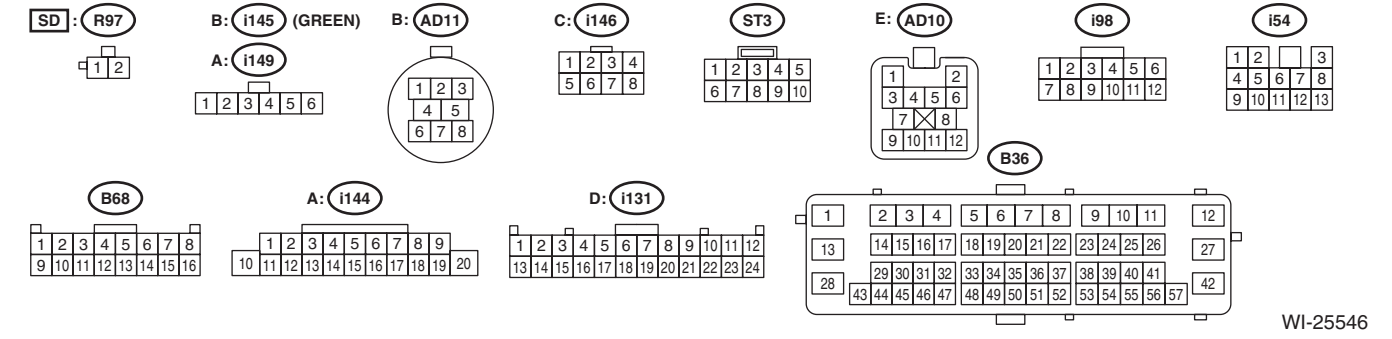 SD : R97
1 2
B: i145 (GREEN)
A: i149
1 2 3 4 5 6
B: AD11
1 2 3
4 5
6 7 8
C: i146
1 2 3 4
5 6 7 8
ST3
1 2 3 4 5
6 7 8 9 10
E: AD10
1 2
3 4 5 6
7 8
9 10 11 12
i98
1 2 3 4 5 6
7 8 9 10 11 12
i54
1 2 3
4 5 6 7 8
9 10 11 12 13
B68
1 2 3 4 5 6 7 8
9 10 11 12 13 14 15 16
A: i144
1 2 3 4 5 6 7 8 9
10 11 12 13 14 15 16 17 18 19 20
D: i131
1 2 3 4 5 6 7 8 9 10 11 12
13 14 15 16 17 18 19 20 21 22 23 24
B36
1 2 3 4 5 6 7 8 9 10 11 12
13 14 15 16 17 18 19 20 21 22 23 24 25 26 27
28 29 30 31 32 33 34 35 36 37 38 39 40 41 42
43 44 45 46 47 48 49 50 51 52 53 54 55 56 57
WI-25546